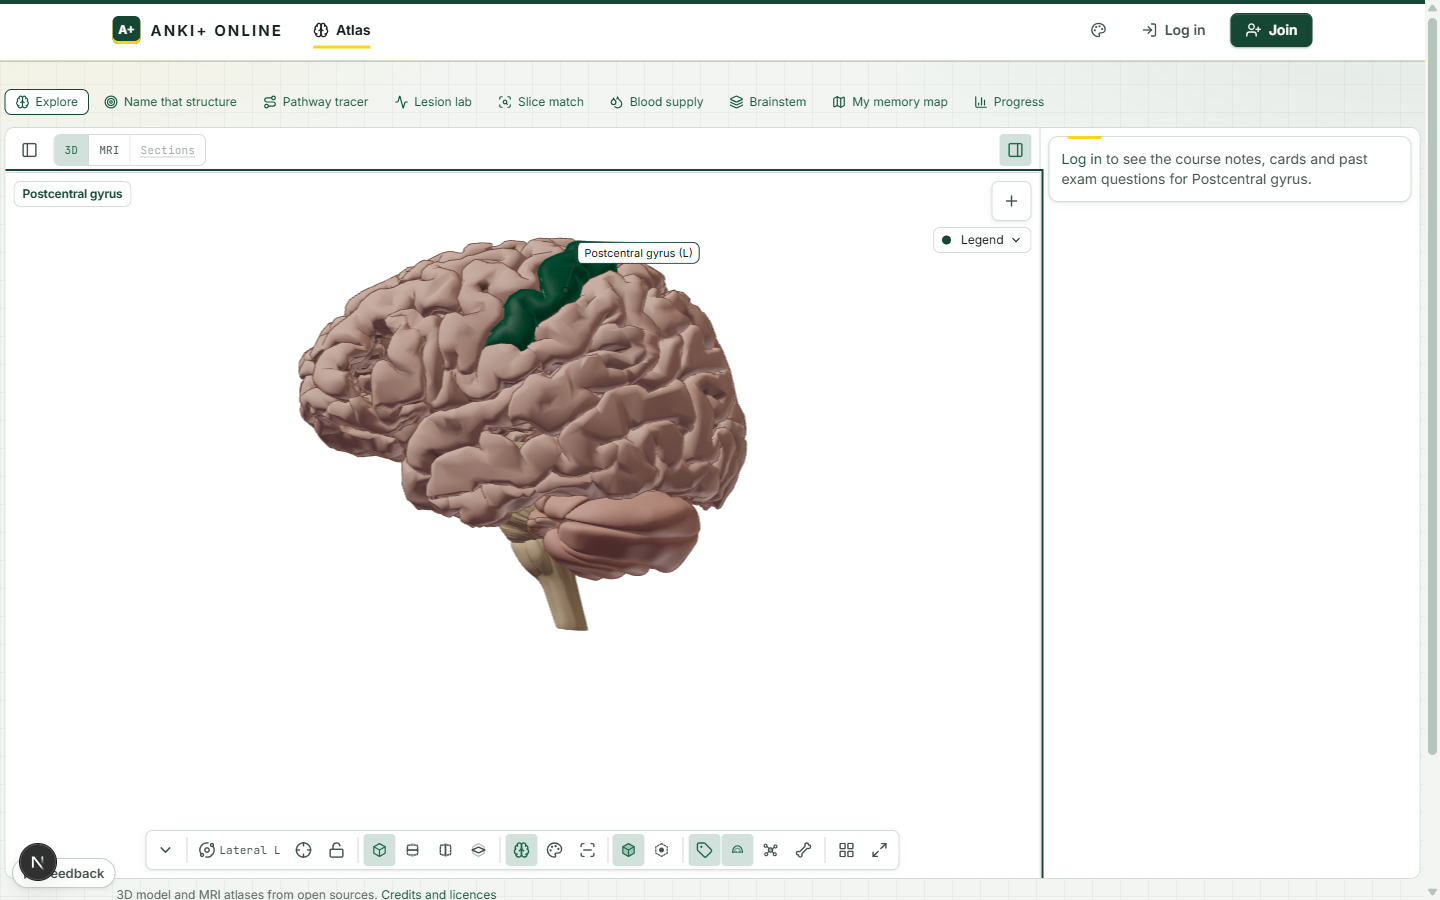 A+ ANKI+ ONLINE
Atlas
Log in
Join
Explore
Name that structure
Pathway tracer
Lesion lab
Slice match
Blood supply
Brainstem
My memory map
Progress
3D
MRI
Sections
Log in to see the course notes, cards and past
exam questions for Postcentral gyrus.
Postcentral gyrus
Legend
Postcentral gyrus (L)
Lateral L
N
eedback
3D model and MRI atlases from open sources. Credits and licences